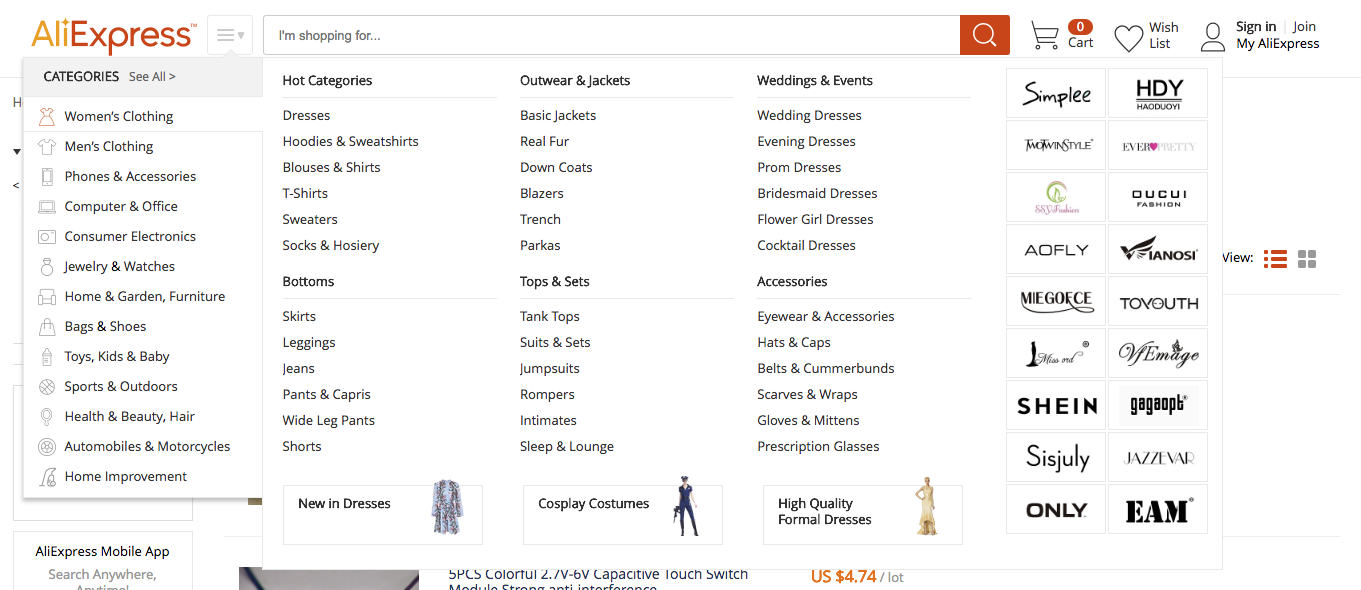 AliExpress™
I'm shopping for...
0
Cart
Wish
List
Sign in | Join
My AliExpress
CATEGORIES See All >
Women's Clothing
Men's Clothing
Phones & Accessories
Computer & Office
Consumer Electronics
Jewelry & Watches
Home & Garden, Furniture
Bags & Shoes
Toys, Kids & Baby
Sports & Outdoors
Health & Beauty, Hair
Automobiles & Motorcycles
Home Improvement
Hot Categories
Dresses
Hoodies & Sweatshirts
Blouses & Shirts
T-Shirts
Sweaters
Socks & Hosiery
Outwear & Jackets
Basic Jackets
Real Fur
Down Coats
Blazers
Trench
Parkas
Weddings & Events
Wedding Dresses
Evening Dresses
Prom Dresses
Bridesmaid Dresses
Flower Girl Dresses
Cocktail Dresses
Bottoms
Skirts
Leggings
Jeans
Pants & Capris
Wide Leg Pants
Shorts
Tops & Sets
Tank Tops
Suits & Sets
Jumpsuits
Rompers
Intimates
Sleep & Lounge
Accessories
Eyewear & Accessories
Hats & Caps
Belts & Cummerbunds
Scarves & Wraps
Gloves & Mittens
Prescription Glasses
New in Dresses
Cosplay Costumes
High Quality
Formal Dresses
Simplee
HDY
HAODUOYI
TWOTWINSTYLE®
EVER PRETTY
SSYFashion
OUCUI
FASHION
AOFLY
VIANOSI
MIEGOFCE
TOYOUTH
Miss ord ®
VfEmage
SHEIN
gagaopt®
Sisjuly
JAZZEVAR
ONLY
EAM®
View:
<
AliExpress Mobile App
Search Anywhere,
Anytime!
5PCS Colorful 2.7V-6V Capacitive Touch Switch
Module Strong anti-interference
US $4.74 / lot